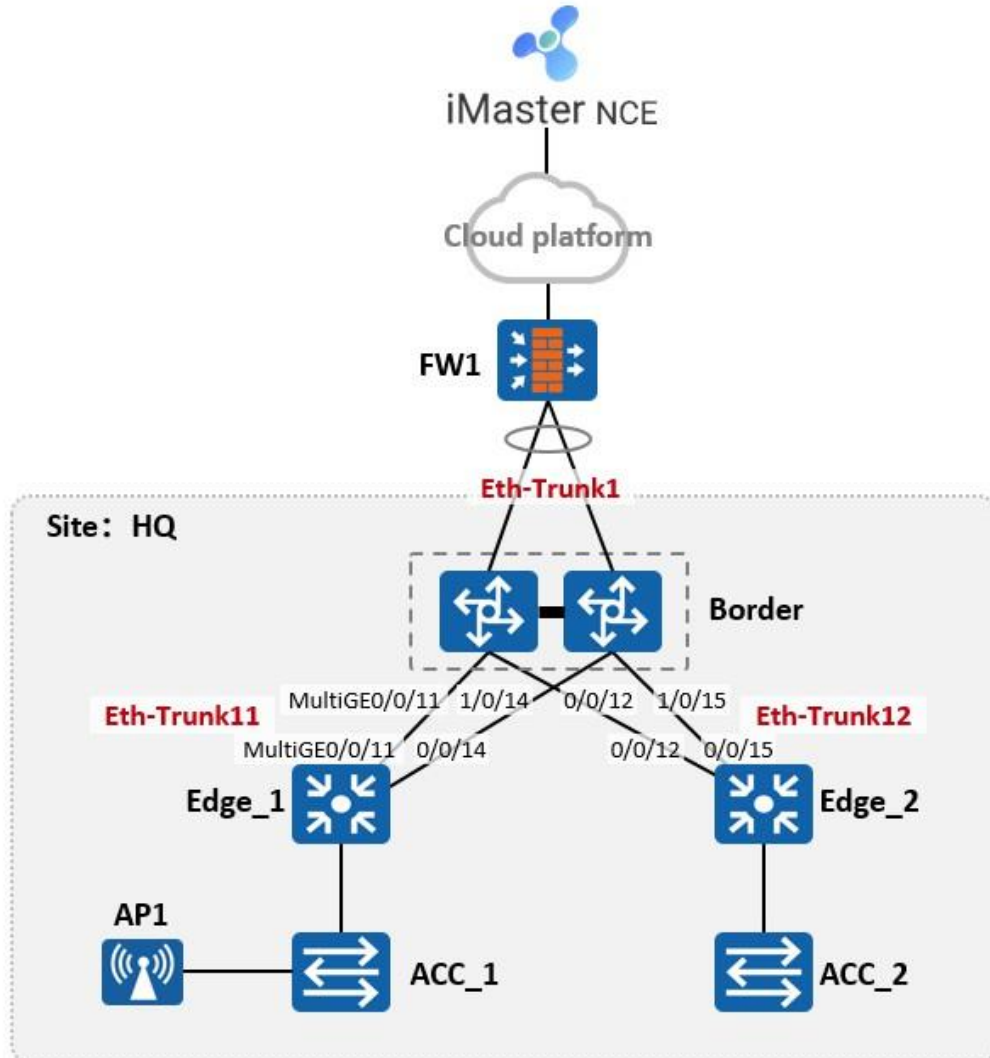 iMaster NCE
Cloud platform
FW1
Eth-Trunk1
Site：HQ
Border
MultiGE0/0/11 1/0/14 0/0/12 1/0/15
Eth-Trunk11
Eth-Trunk12
MultiGE0/0/11 0/0/14 0/0/12 0/0/15
Edge_1
Edge_2
AP1
ACC_1
ACC_2